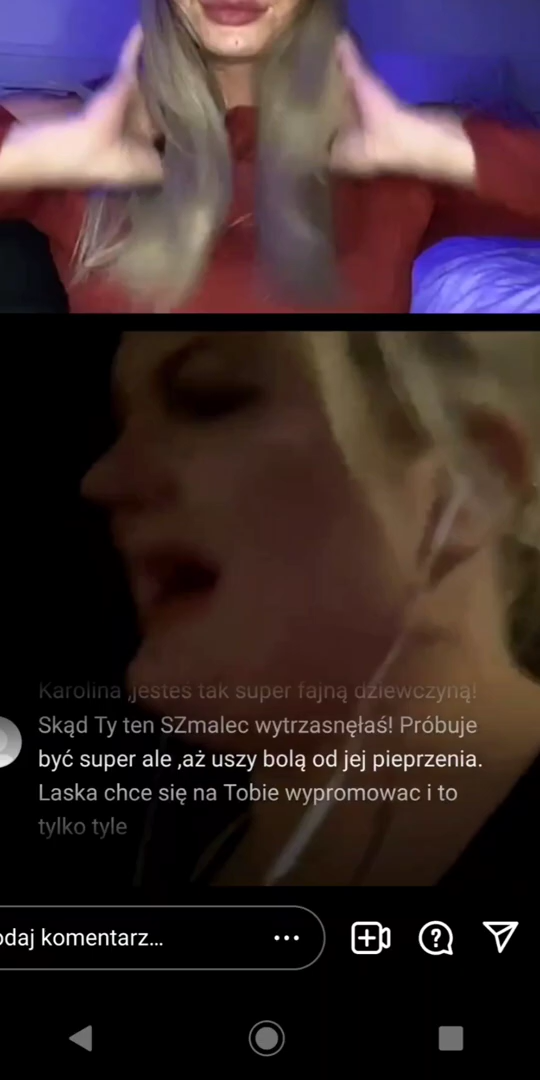 Karolina ,jesteś tak super fajną dziewczyną!
Skąd Ty ten SZmalec wytrzasnęłaś! Próbuje
być super ale ,aż uszy bolą od jej pieprzenia.
Laska chce się na Tobie wypromowac i to
tylko tyle
odaj komentarz...